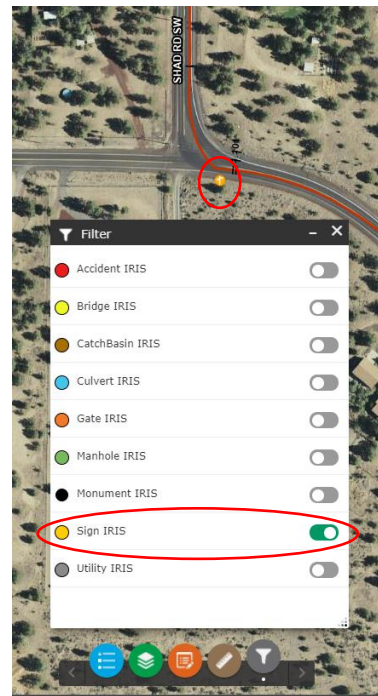 SHAD RD SW
Filter
Accident IRIS
Bridge IRIS
CatchBasin IRIS
Culvert IRIS
Gate IRIS
Manhole IRIS
Monument IRIS
Sign IRIS
Utility IRIS